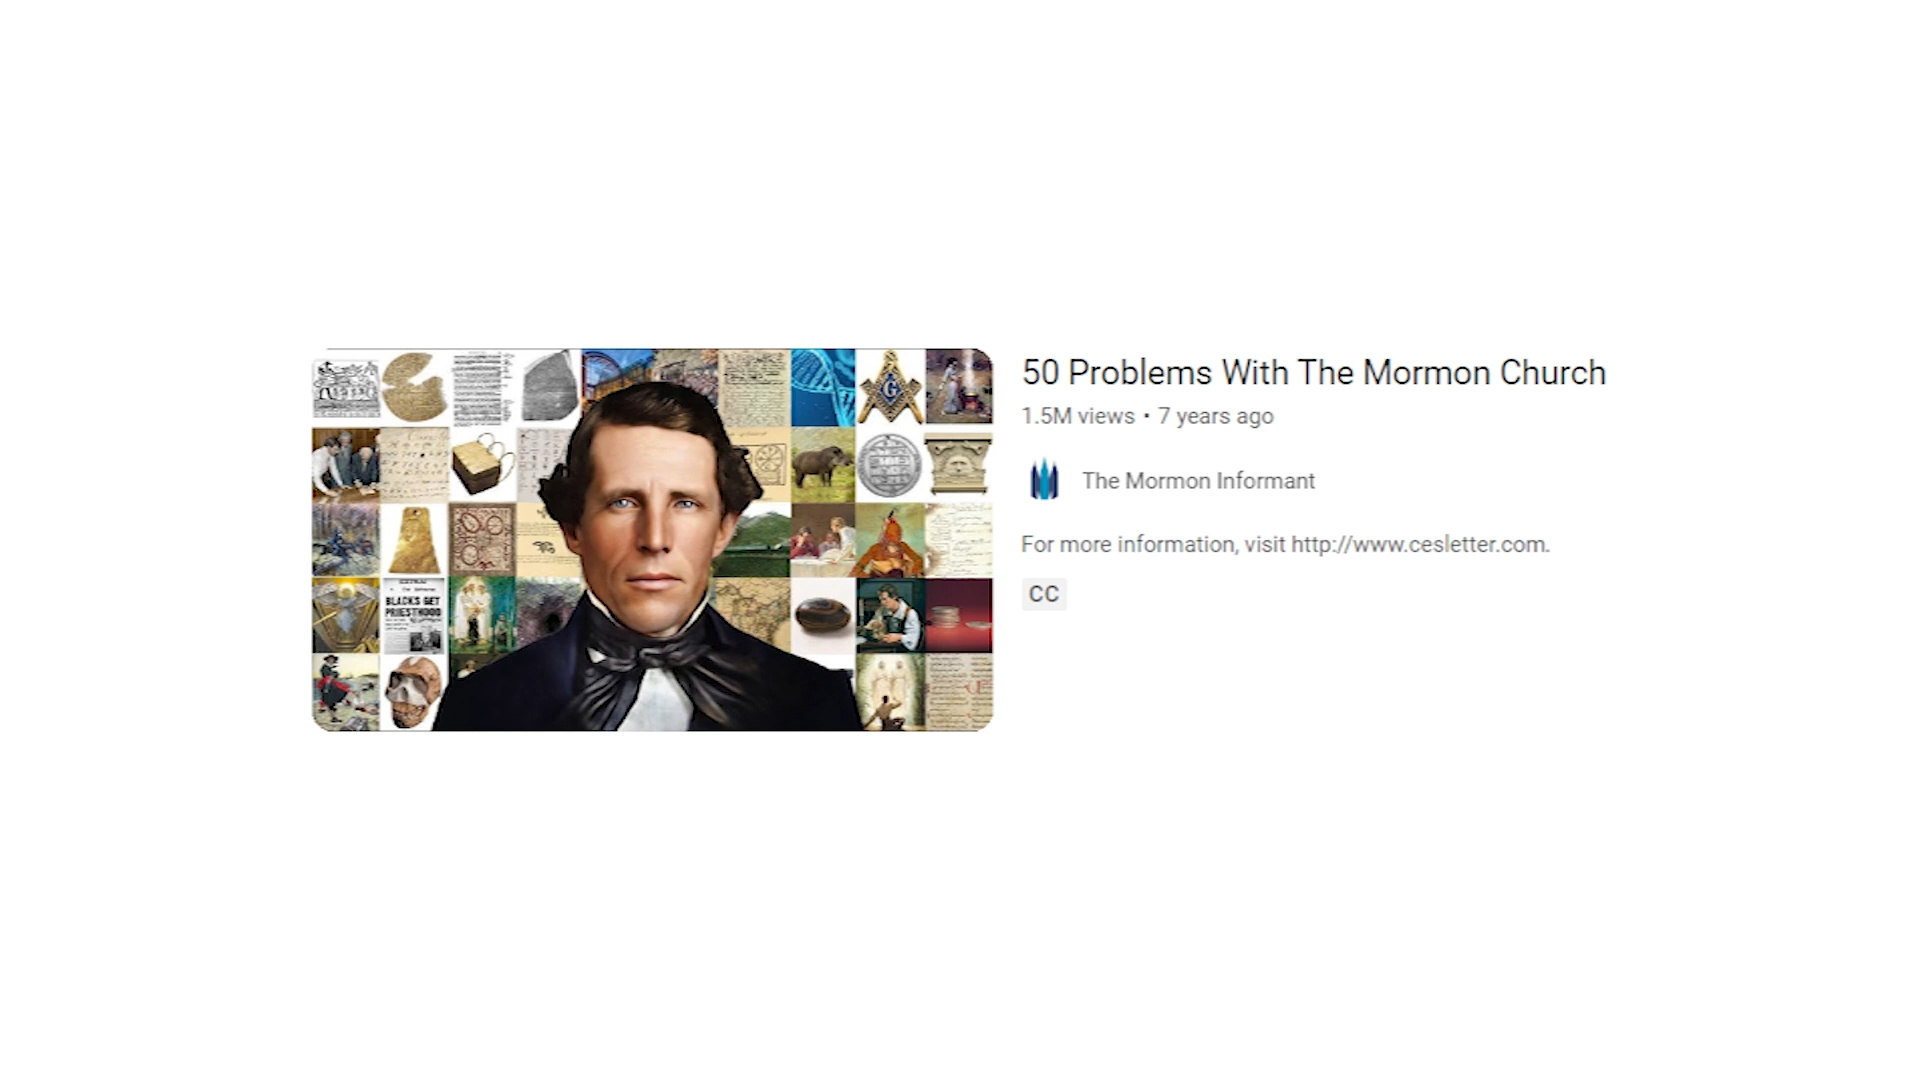 50 Problems With The Mormon Church
1.5M views • 7 years ago
The Mormon Informant
For more information, visit http://www.cesletter.com.
CC
BLACKS GET
PRIESTHOOD
G